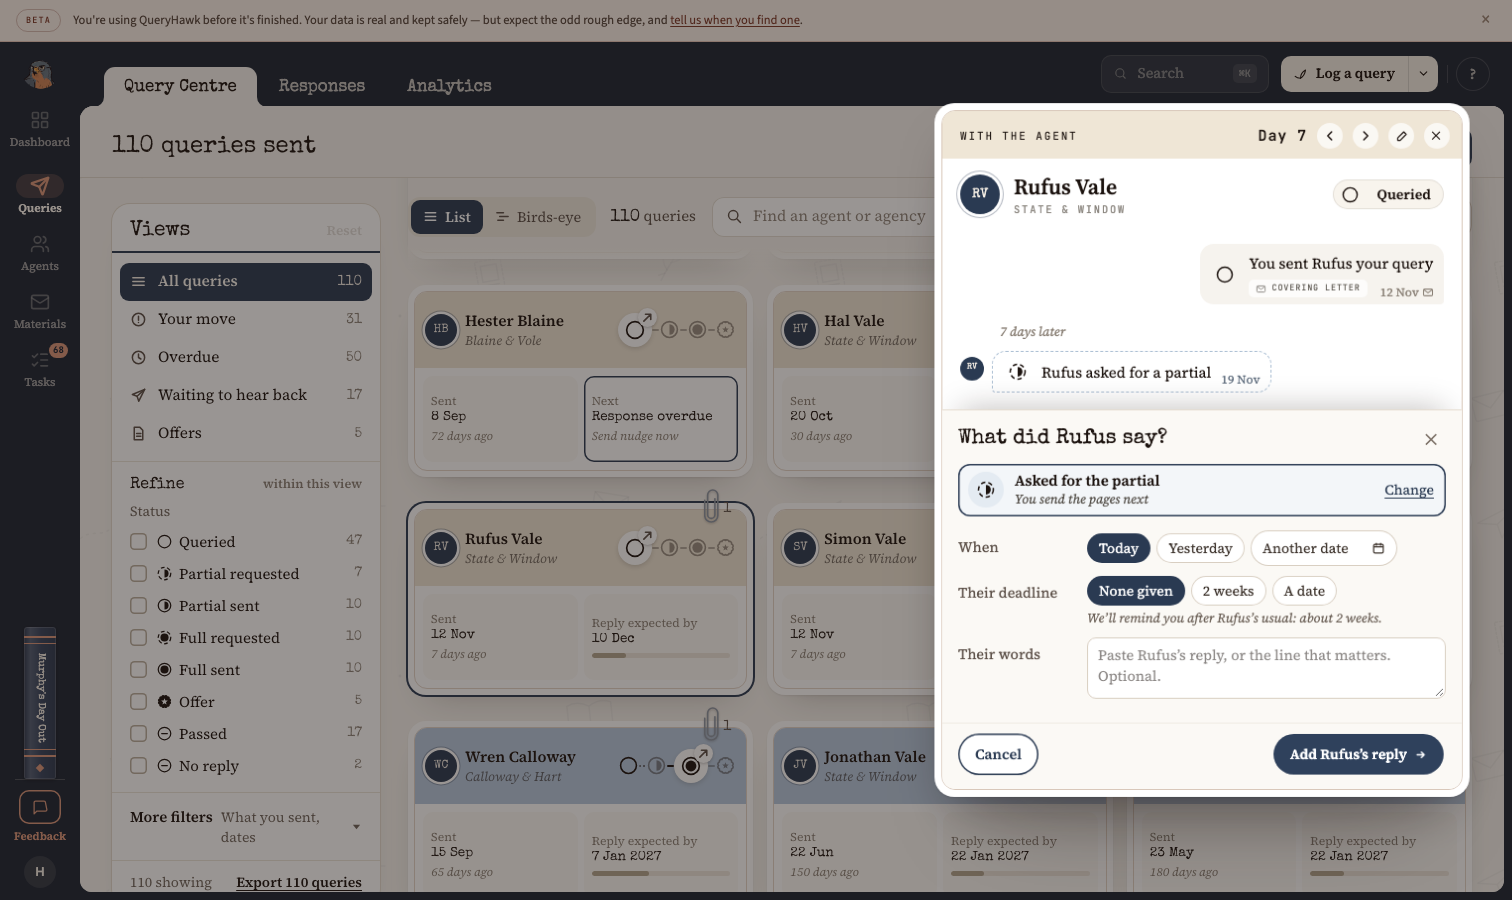 BETA You're using QueryHawk before it's finished. Your data is real and kept safely — but expect the odd rough edge, and tell us when you find one.
Query Centre
Responses
Analytics
Search ⌘K
Log a query
?
Dashboard
Queries
Agents
Materials
68
Tasks
Murphy's Day Out
Feedback
H
110 queries sent
Views Reset
All queries 110
Your move 31
Overdue 50
Waiting to hear back 17
Offers 5
Refine within this view
Status
Queried 47
Partial requested 7
Partial sent 10
Full requested 10
Full sent 10
Offer 5
Passed 17
No reply 2
More filters What you sent, dates
110 showing Export 110 queries
List
Birds-eye
110 queries
Find an agent or agency
HB
Hester Blaine
Blaine & Vole
Sent
8 Sep
72 days ago
Next
Response overdue
Send nudge now
HV
Hal Vale
State & Window
Sent
20 Oct
30 days ago
1
RV
Rufus Vale
State & Window
Sent
12 Nov
7 days ago
Reply expected by
10 Dec
SV
Simon Vale
State & Window
Sent
12 Nov
7 days ago
1
WC
Wren Calloway
Calloway & Hart
Sent
15 Sep
65 days ago
Reply expected by
7 Jan 2027
JV
Jonathan Vale
State & Window
Sent
22 Jun
150 days ago
Reply expected by
22 Jan 2027
Sent
23 May
180 days ago
Reply expected by
22 Jan 2027
WITH THE AGENT Day 7
RV
Rufus Vale
STATE & WINDOW
Queried
You sent Rufus your query
COVERING LETTER 12 Nov
7 days later
RV
Rufus asked for a partial 19 Nov
What did Rufus say?
Asked for the partial
You send the pages next
Change
When Today Yesterday Another date
Their deadline None given 2 weeks A date
We'll remind you after Rufus's usual: about 2 weeks.
Their words Paste Rufus's reply, or the line that matters.
Optional.
Cancel
Add Rufus's reply →